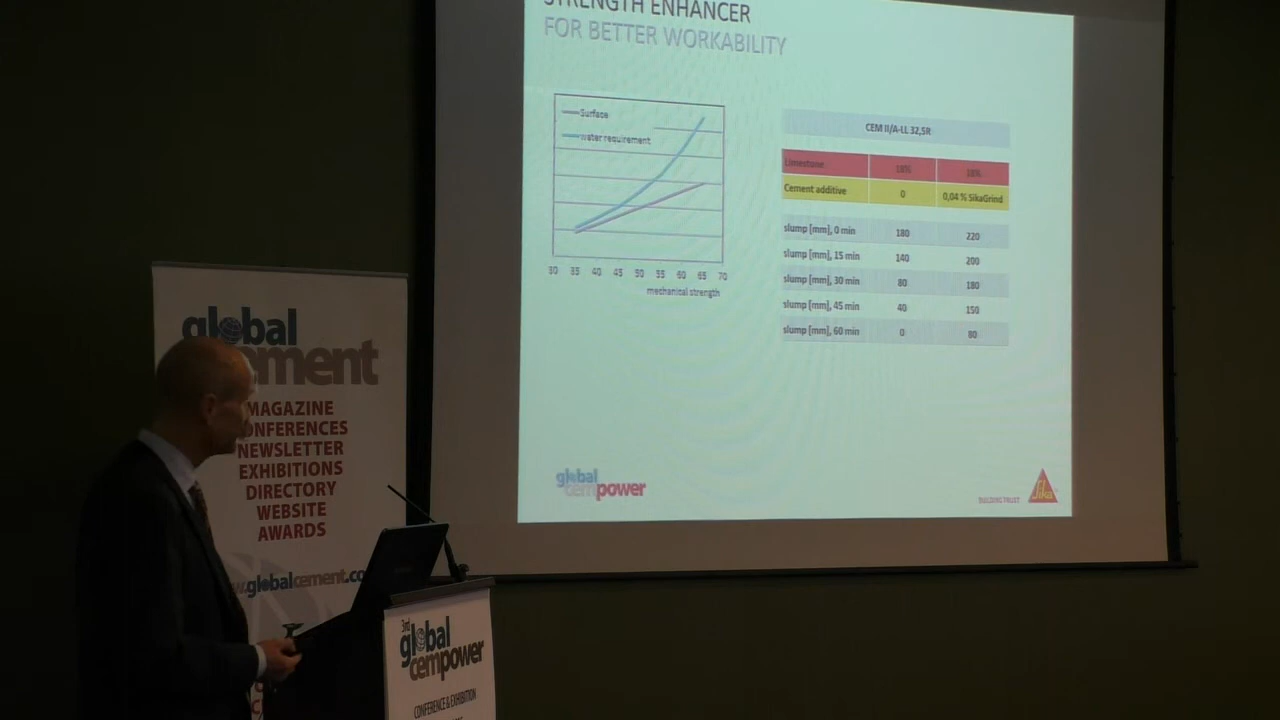 STRENGTH ENHANCER
FOR BETTER WORKABILITY
Surface
water requirement
30 35 40 45 50 55 60 65 70
mechanical strength
CEM II/A-LL 32,5R
Limestone 18% 18%
Cement additive 0 0,04 % SikaGrind
slump [mm], 0 min 180 220
slump [mm], 15 min 140 200
slump [mm], 30 min 80 180
slump [mm], 45 min 40 150
slump [mm], 60 min 0 80
global
cempower
BUILDING TRUST
Sika
global
cement
MAGAZINE
CONFERENCES
NEWSLETTER
EXHIBITIONS
DIRECTORY
WEBSITE
AWARDS
w.globalcement.co
3rd
global
cempower
CONFERENCE & EXHIBITION